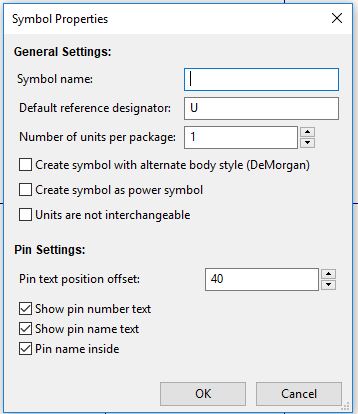 Symbol Properties
General Settings:
Symbol name:
Default reference designator: U
Number of units per package: 1
Create symbol with alternate body style (DeMorgan)
Create symbol as power symbol
Units are not interchangeable
Pin Settings:
Pin text position offset: 40
Show pin number text
Show pin name text
Pin name inside
OK Cancel